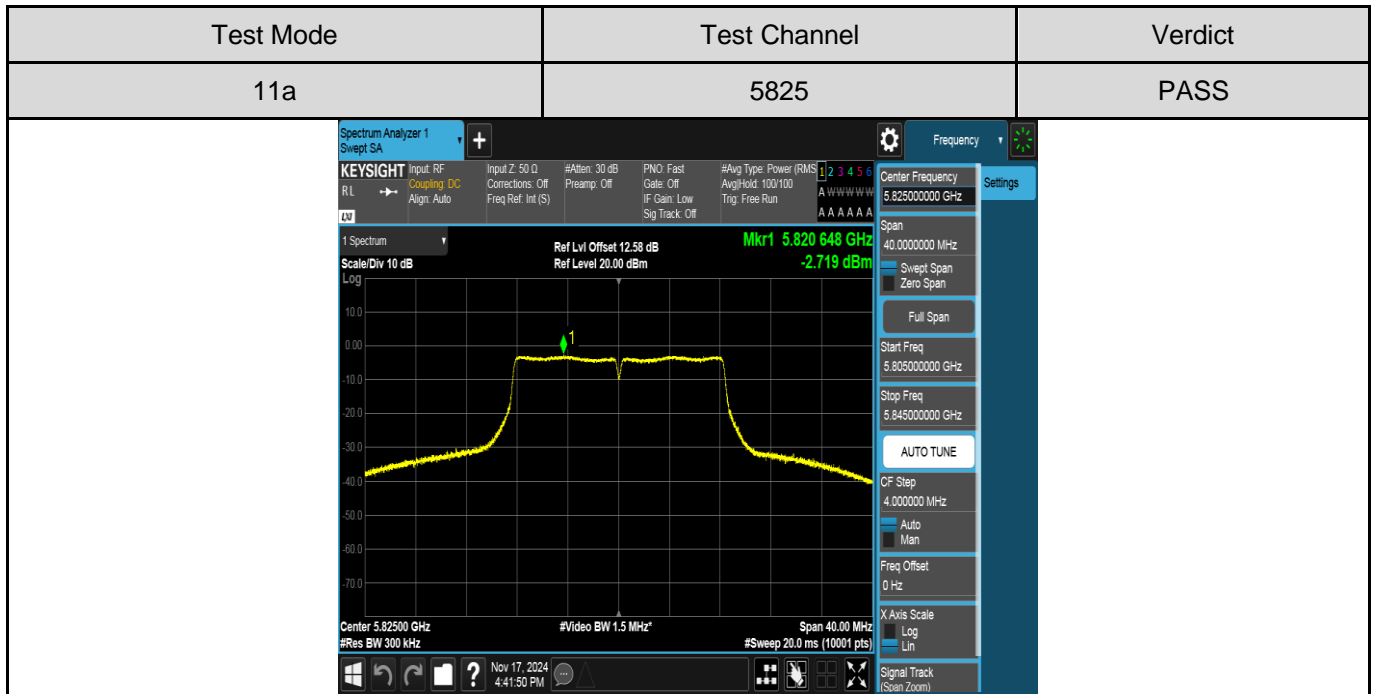 Test Mode Test Channel Verdict
11a 5825 PASS
Spectrum Analyzer 1
Swept SA
+
Frequency
KEYSIGHT Input: RF Input Z: 50 Ω #Atten: 30 dB PNO: Fast #Avg Type: Power (RMS 1 2 3 4 5 6
RL Coupling: DC Corrections: Off Preamp: Off Gate: Off Avg|Hold: 100/100 A W W W W W
Align: Auto Freq Ref: Int (S) IF Gain: Low Trig: Free Run
LXI Sig Track: Off A A A A A A
1 Spectrum
Ref Lvl Offset 12.58 dB Mkr1 5.820 648 GHz
Scale/Div 10 dB Ref Level 20.00 dBm -2.719 dBm
Log
10.0
0.00
1
-10.0
-20.0
-30.0
-40.0
-50.0
-60.0
-70.0
Center 5.82500 GHz #Video BW 1.5 MHz* Span 40.00 MHz
#Res BW 300 kHz #Sweep 20.0 ms (10001 pts)
? Nov 17, 2024
4:41:50 PM
Center Frequency
5.825000000 GHz
Settings
Span
40.0000000 MHz
Swept Span
Zero Span
Full Span
Start Freq
5.805000000 GHz
Stop Freq
5.845000000 GHz
AUTO TUNE
CF Step
4.000000 MHz
Auto
Man
Freq Offset
0 Hz
X Axis Scale
Log
Lin
Signal Track
(Span Zoom)